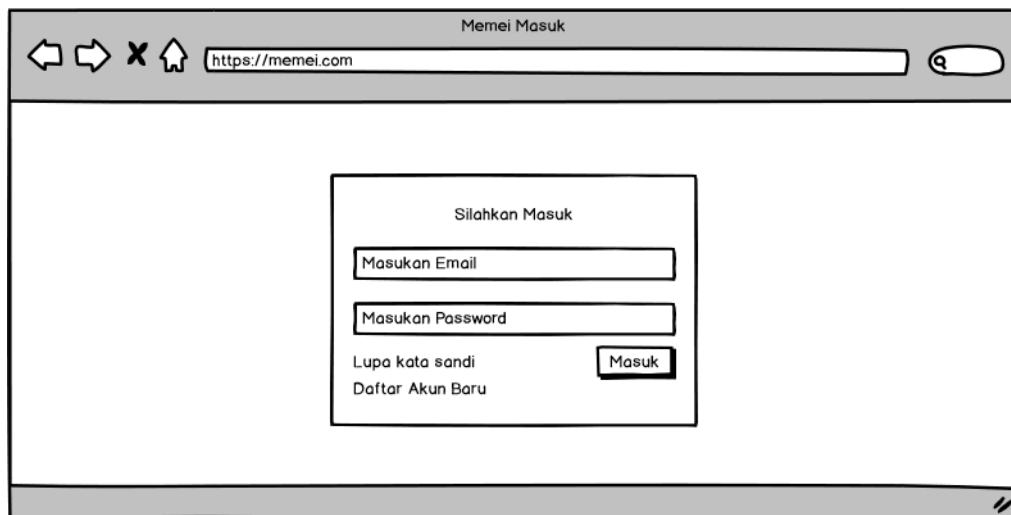 Memei Masuk
https://memei.com
Silahkan Masuk
Masukan Email
Masukan Password
Lupa kata sandi
Masuk
Daftar Akun Baru